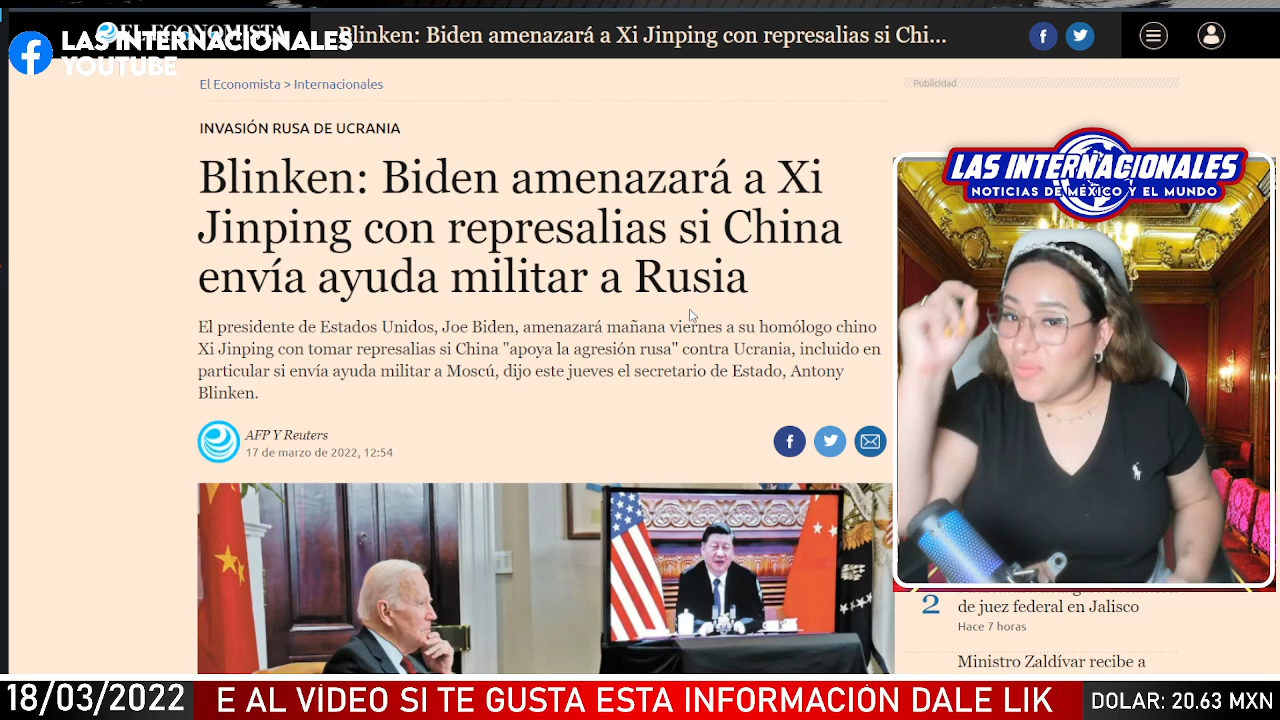 EL ECONOMISTA
Blinken: Biden amenazará a Xi Jinping con represalias si Chi...
LAS INTERNACIONALES
YOUTUBE
El Economista > Internacionales
Publicidad
INVASIÓN RUSA DE UCRANIA
Blinken: Biden amenazará a Xi
Jinping con represalias si China
envía ayuda militar a Rusia
LAS INTERNACIONALES
NOTICIAS DE MÉXICO Y EL MUNDO
El presidente de Estados Unidos, Joe Biden, amenazará mañana viernes a su homólogo chino
Xi Jinping con tomar represalias si China "apoya la agresión rusa" contra Ucrania, incluido en
particular si envía ayuda militar a Moscú, dijo este jueves el secretario de Estado, Antony
Blinken.
AFP Y Reuters
17 de marzo de 2022, 12:54
2
de juez federal en Jalisco
Hace 7 horas
Ministro Zaldívar recibe a
18/03/2022
E AL VÍDEO SI TE GUSTA ESTA INFORMACIÓN DALE LIK
DOLAR: 20.63 MXN